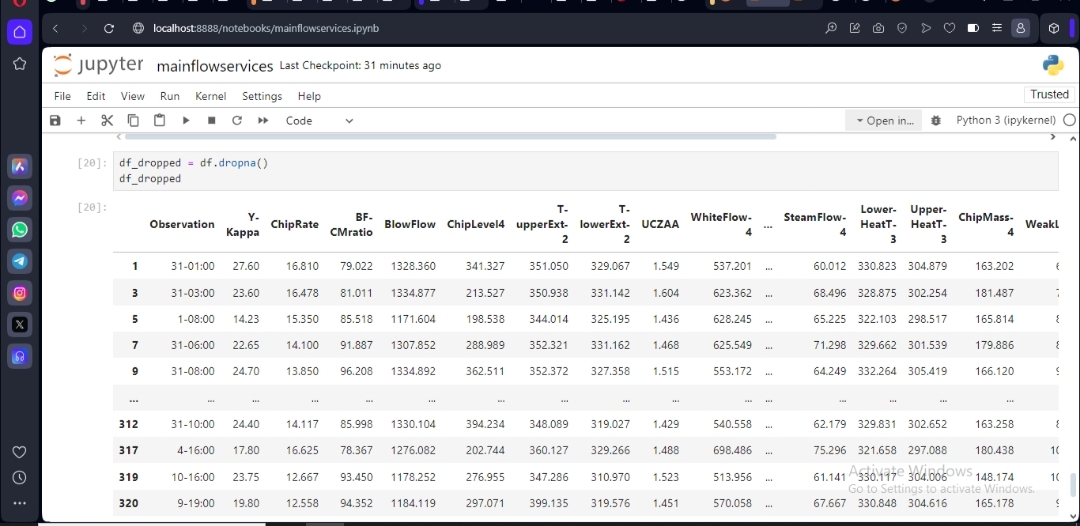 localhost:8888/notebooks/mainflowservices.ipynb
jupyter mainflowservices Last Checkpoint: 31 minutes ago
File Edit View Run Kernel Settings Help Trusted
Code Open in... Python 3 (ipykernel)
[20]: df_dropped = df.dropna()
df_dropped
[20]:
Observation Y-Kappa ChipRate BF-CMratio BlowFlow ChipLevel4 T-upperExt-2 T-lowerExt-2 UCZAA WhiteFlow-4 ... SteamFlow-4 Lower-HeatT-3 Upper-HeatT-3 ChipMass-4 WeakL
1 31-01:00 27.60 16.810 79.022 1328.360 341.327 351.050 329.067 1.549 537.201 ... 60.012 330.823 304.879 163.202
3 31-03:00 23.60 16.478 81.011 1334.877 213.527 350.938 331.142 1.604 623.362 ... 68.496 328.875 302.254 181.487
5 1-08:00 14.23 15.350 85.518 1171.604 198.538 344.014 325.195 1.436 628.245 ... 65.225 322.103 298.517 165.814
7 31-06:00 22.65 14.100 91.887 1307.852 288.989 352.321 331.162 1.468 625.549 ... 71.298 329.662 301.539 179.886
9 31-08:00 24.70 13.850 96.208 1334.892 362.511 352.372 327.358 1.515 553.172 ... 64.249 332.264 305.419 166.120
... ... ... ... ... ... ... ... ... ... ... ... ... ... ... ...
312 31-10:00 24.40 14.117 85.998 1330.104 394.234 348.089 319.027 1.429 540.558 ... 62.179 329.831 302.652 163.258
317 4-16:00 17.80 16.625 78.367 1276.082 202.744 360.127 329.266 1.488 698.486 ... 75.296 321.658 297.088 180.438 10
319 10-16:00 23.75 12.667 93.450 1178.252 276.955 347.286 310.970 1.523 513.956 ... 61.141 330.117 304.006 148.174 10
320 9-19:00 19.80 12.558 94.352 1184.119 297.071 399.135 319.576 1.451 570.058 ... 67.667 330.848 304.616 165.178
Activate Windows
Go to Settings to activate Windows.